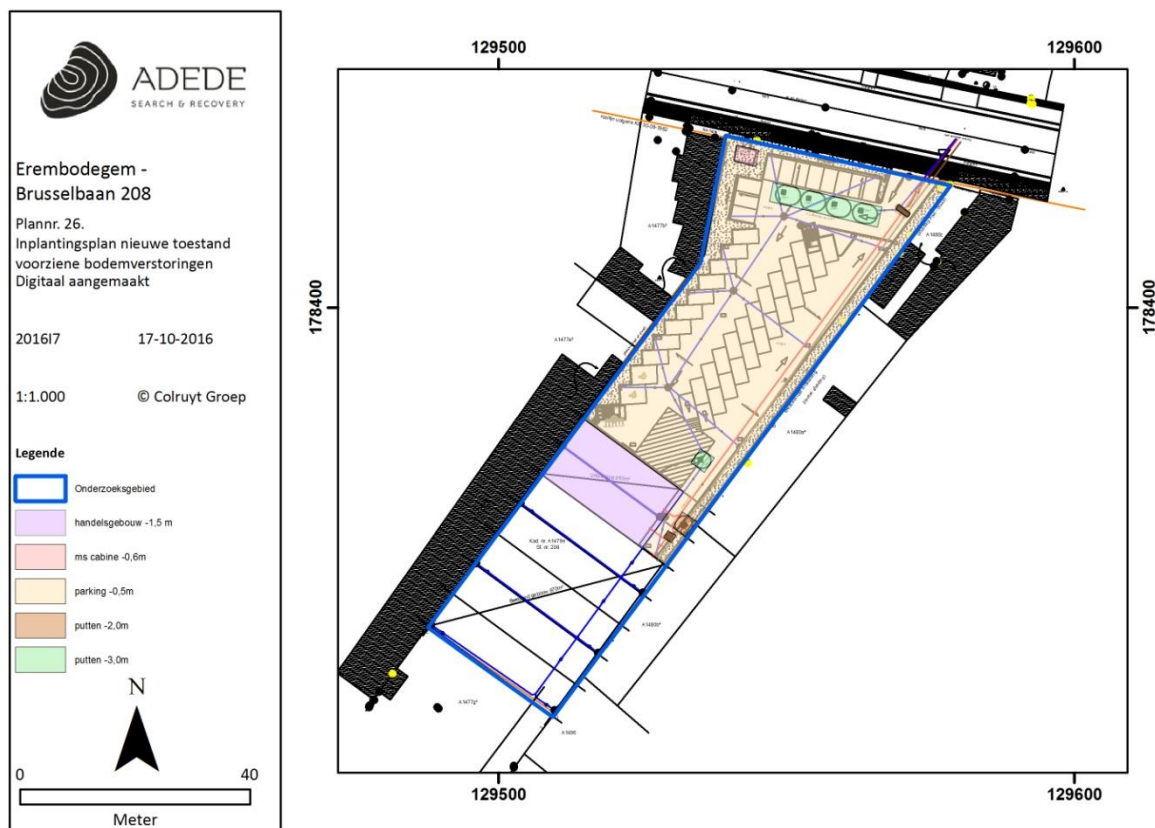 ADEDE
SEARCH & RECOVERY
Erembodegem -
Brusselbaan 208
Plannr. 26.
Inplantingsplan nieuwe toestand
voorziene bodemverstoringen
Digitaal aangemaakt
2016I7 17-10-2016
1:1.000 © Colruyt Groep
Legende
Onderzoeksgebied
handelsgebouw -1,5 m
ms cabine -0,6m
parking -0,5m
putten -2,0m
putten -3,0m
N
0 40
Meter
129500 129600
178400 178400
129500 129600